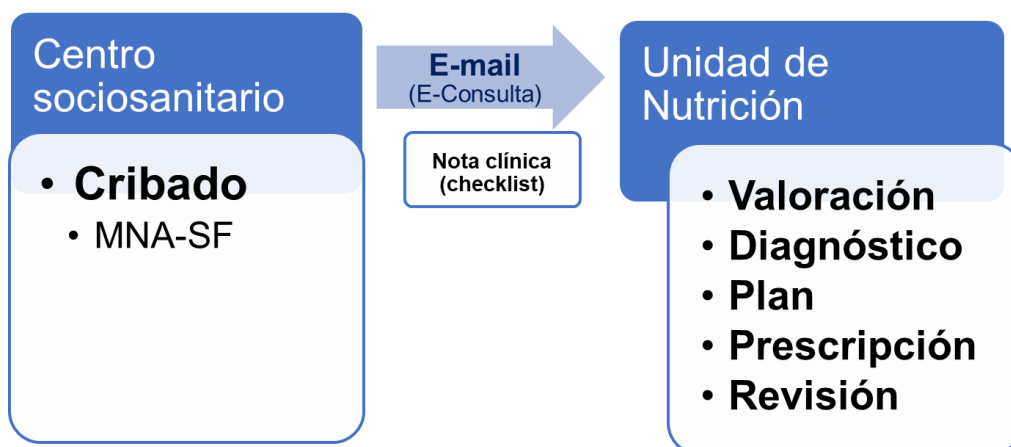 Centro
sociosanitario
• Cribado
• MNA-SF
E-mail
(E-Consulta)
Nota clínica
(checklist)
Unidad de
Nutrición
• Valoración
• Diagnóstico
• Plan
• Prescripción
• Revisión